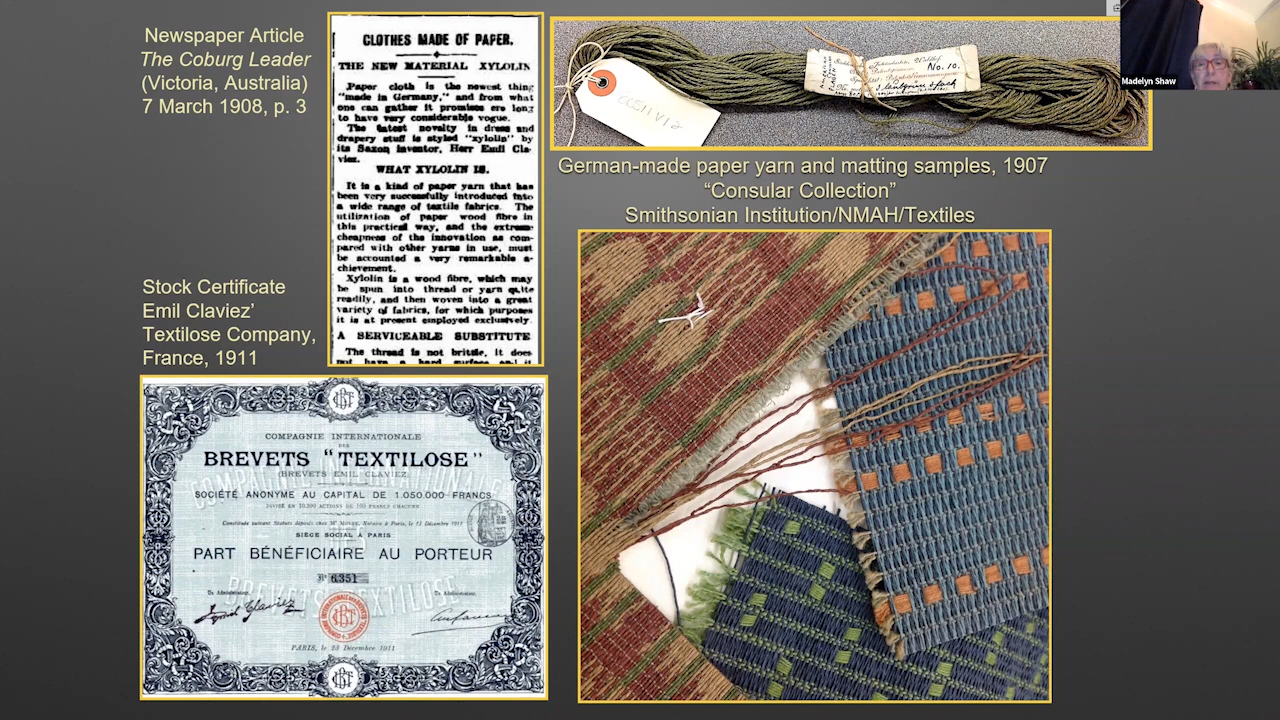 Newspaper Article
The Coburg Leader
(Victoria, Australia)
7 March 1908, p. 3
CLOTHES MADE OF PAPER.
THE NEW MATERIAL XYLOLIN
Paper cloth is the newest thing
"made in Germany," and from what
one can gather it promises ere long
to have very considerable vogue.
The latest novelty in dress and
drapery stuff is styled "xylolin" by
its Saxon inventor, Herr Emil Cla-
viez.
WHAT XYLOLIN IS.
It is a kind of paper yarn that has
been very successfully introduced into
a wide range of textile fabrics. The
utilization of paper wood fibre in
this practical way, and the extreme
cheapness of the innovation as com-
pared with other yarns in use, must
be accounted a very remarkable a-
chievement.
Xylolin is a wood fibre, which may
be spun into thread or yarn quite
readily, and then woven into a great
variety of fabrics, for which purposes
it is at present employed exclusively.
A SERVICEABLE SUBSTITUTE
The thread is not brittle, it does
not have a hard surface and it
No. 10.
Madelyn Shaw
German-made paper yarn and matting samples, 1907
“Consular Collection”
Smithsonian Institution/NMAH/Textiles
Stock Certificate
Emil Claviez’
Textilose Company,
France, 1911
COMPAGNIE INTERNATIONALE
DES
BREVETS "TEXTILOSE"
(BREVETS EMIL CLAVIEZ)
SOCIÉTÉ ANONYME AU CAPITAL DE 1.050.000 FRANCS
SIÈGE SOCIAL À PARIS
PART BÉNÉFICIAIRE AU PORTEUR
Nº 6,351
PARIS, le 23 Décembre 1911